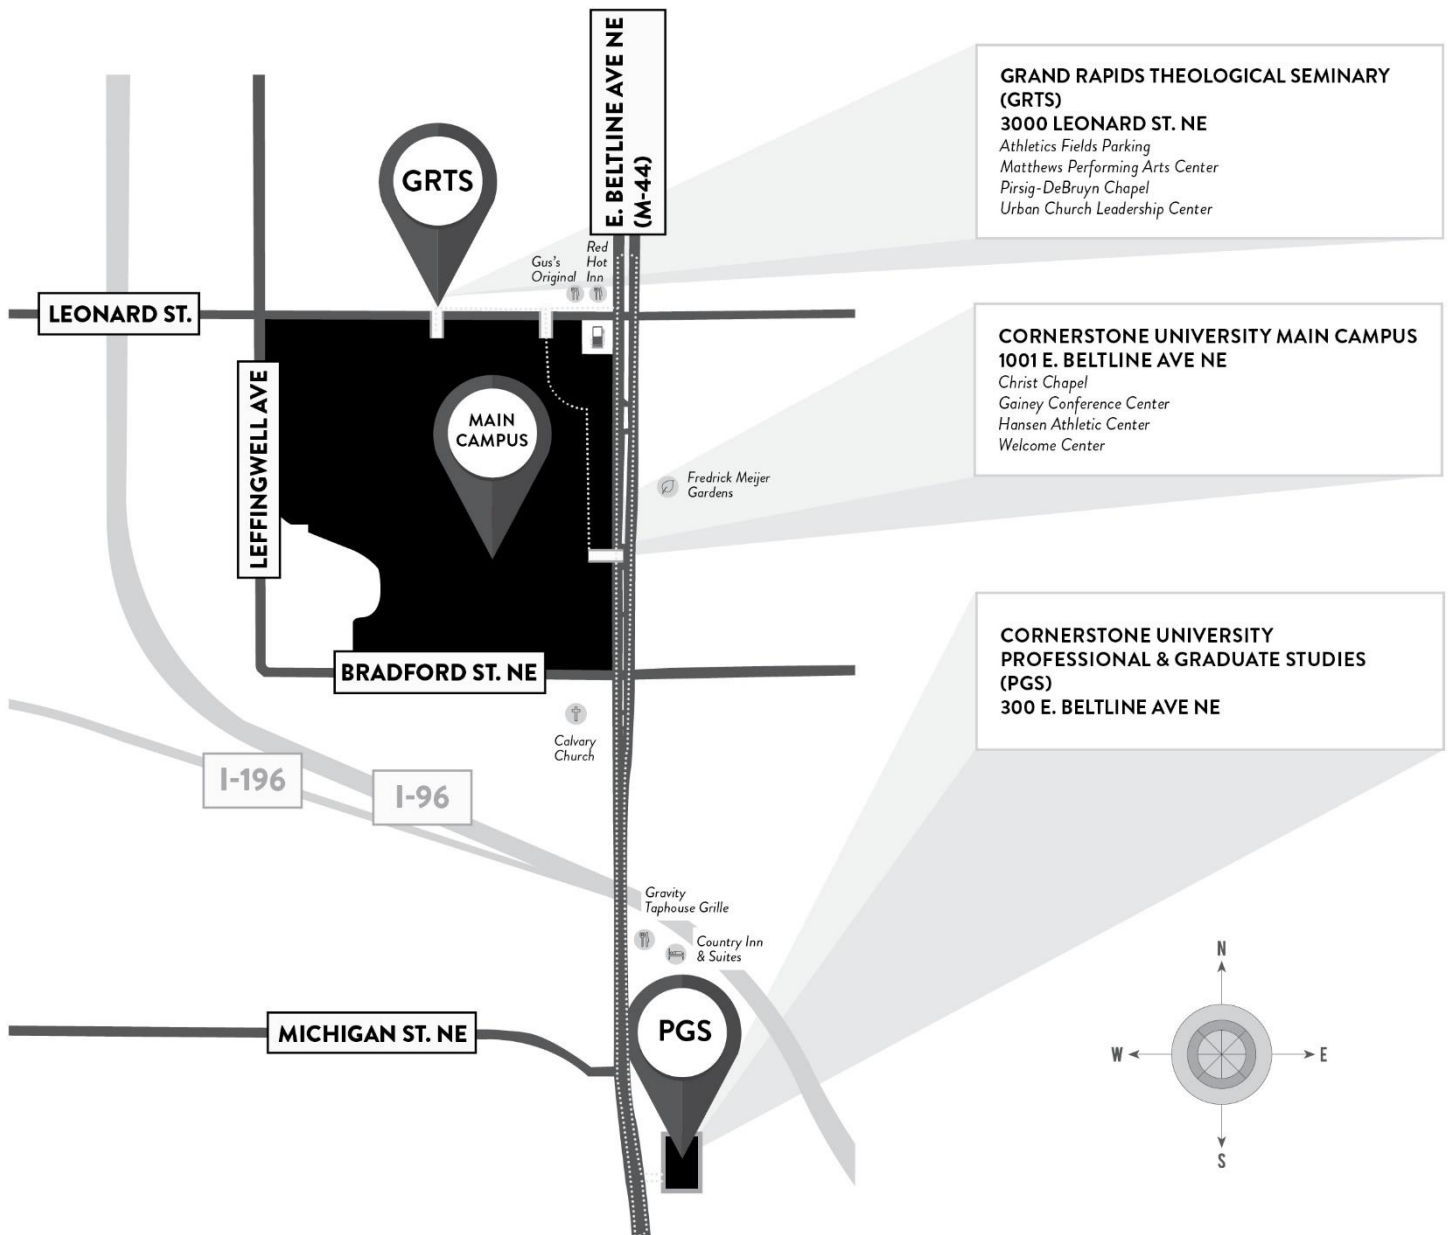 E. BELTLINE AVE NE
(M-44)
GRAND RAPIDS THEOLOGICAL SEMINARY
(GRTS)
3000 LEONARD ST. NE
Athletics Fields Parking
Matthews Performing Arts Center
Pirsig-DeBruyn Chapel
Urban Church Leadership Center
GRTS
Red
Hot
Inn
Gus's
Original
LEONARD ST.
CORNERSTONE UNIVERSITY MAIN CAMPUS
1001 E. BELTLINE AVE NE
Christ Chapel
Gainey Conference Center
Hansen Athletic Center
Welcome Center
MAIN
CAMPUS
LEFFINGWELL AVE
Fredrick Meijer
Gardens
CORNERSTONE UNIVERSITY
PROFESSIONAL & GRADUATE STUDIES
(PGS)
300 E. BELTLINE AVE NE
BRADFORD ST. NE
Calvary
Church
I-196
I-96
Gravity
Taphouse Grille
Country Inn
& Suites
MICHIGAN ST. NE
PGS
N
W
E
S